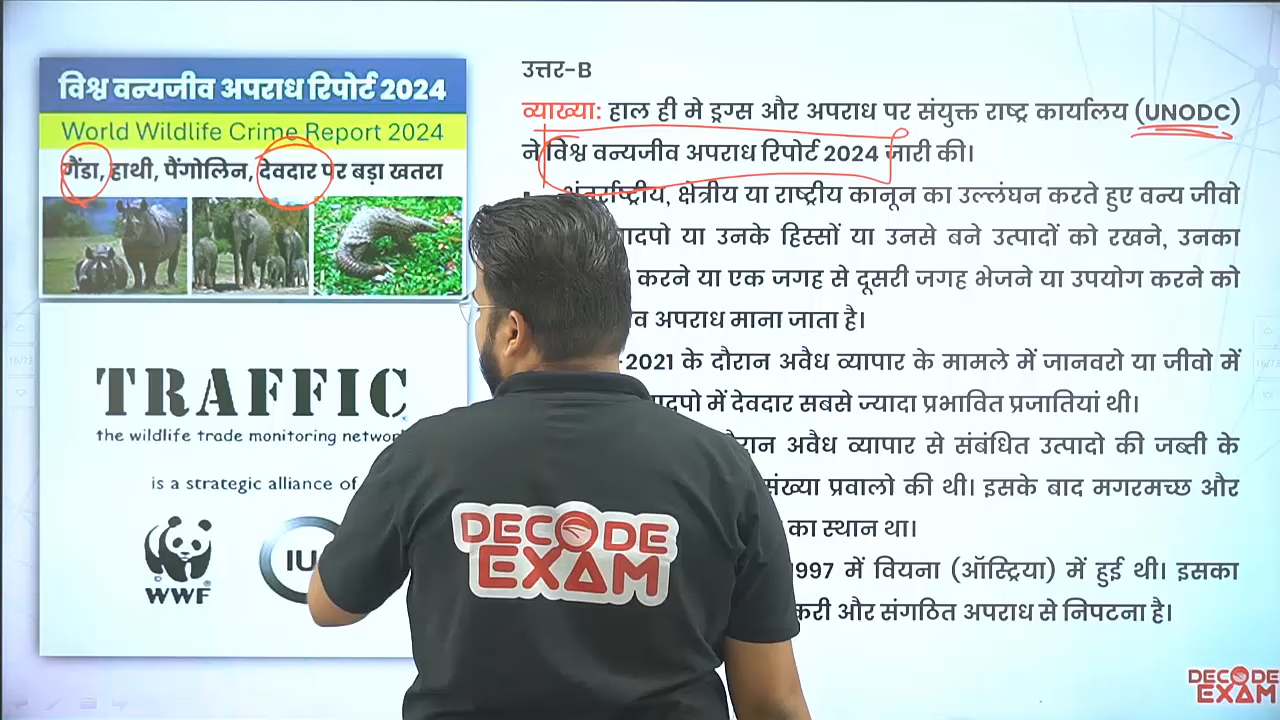 विश्व वन्यजीव अपराध रिपोर्ट 2024
World Wildlife Crime Report 2024
गैंडा, हाथी, पैंगोलिन, देवदार पर बड़ा खतरा
TRAFFIC
the wildlife trade monitoring networ
is a strategic alliance of
WWF
IU
उत्तर-B
व्याख्या: हाल ही मे ड्रग्स और अपराध पर संयुक्त राष्ट्र कार्यालय (UNODC)
ने विश्व वन्यजीव अपराध रिपोर्ट 2024 जारी की।
अंतर्राष्ट्रीय, क्षेत्रीय या राष्ट्रीय कानून का उल्लंघन करते हुए वन्य जीवो
या उनके हिस्सों या उनसे बने उत्पादों को रखने, उनका
करने या एक जगह से दूसरी जगह भेजने या उपयोग करने को
व अपराध माना जाता है।
-2021 के दौरान अवैध व्यापार के मामले में जानवरो या जीवो में
में देवदार सबसे ज्यादा प्रभावित प्रजातियां थी।
अवैध व्यापार से संबंधित उत्पादो की जब्ती के
संख्या प्रवालो की थी। इसके बाद मगरमच्छ और
का स्थान था।
1997 में वियना (ऑस्ट्रिया) में हुई थी। इसका
करी और संगठित अपराध से निपटना है।
DECODE
EXAM
DECODE
EXAM